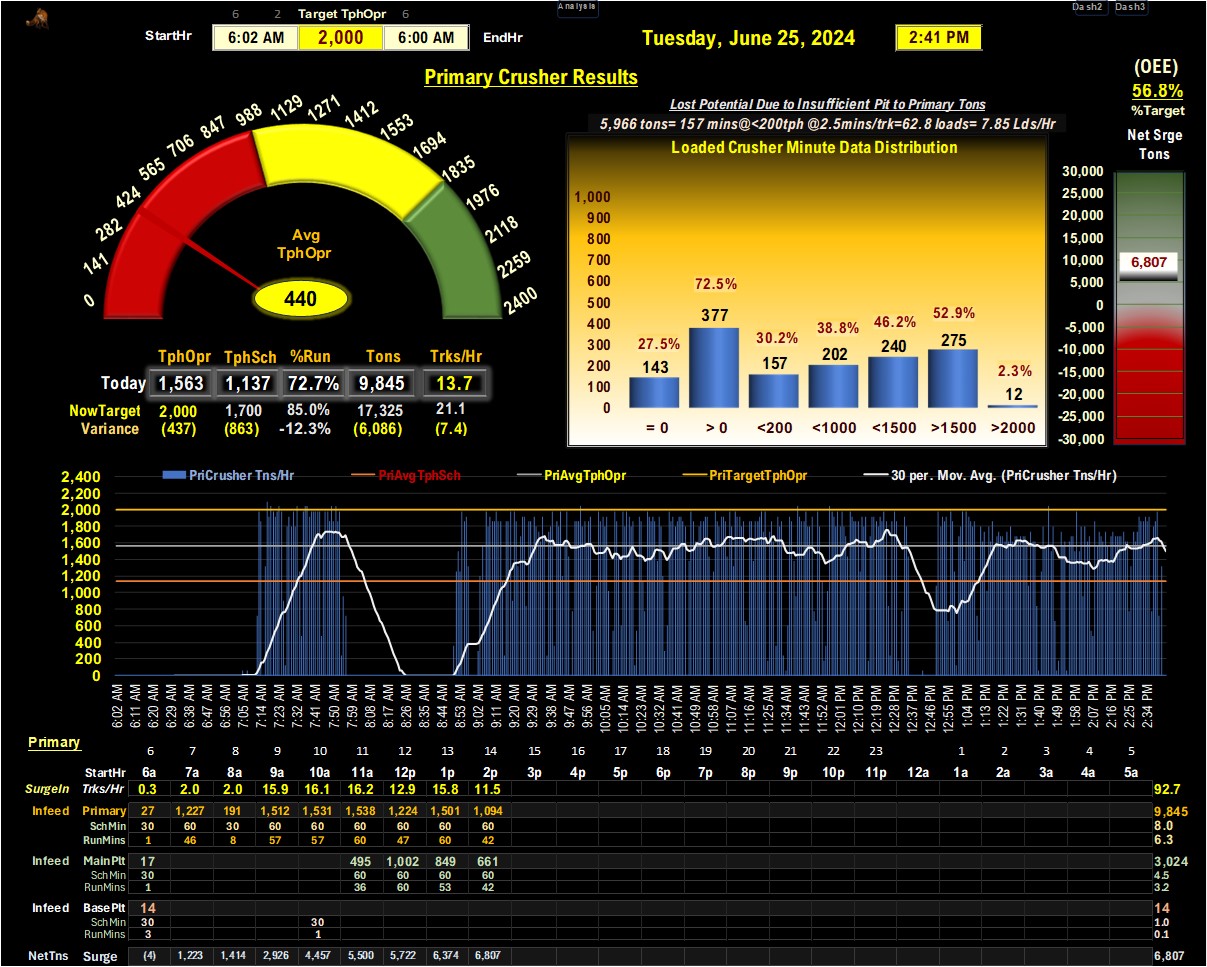 Analysis
Dash2 Dash3
6 2 Target TphOpr 6
StartHr 6:02 AM 2,000 6:00 AM EndHr
Tuesday, June 25, 2024 2:41 PM
Primary Crusher Results
(OEE)
56.8%
%Target
Net Srge
Tons
0 141 282 424 565 706 847 988 1129 1271 1412 1553 1694 1835 1976 2118 2259 2400
Avg
TphOpr
440
Lost Potential Due to Insufficient Pit to Primary Tons
5,966 tons= 157 mins@<200tph @2.5mins/trk=62.8 loads= 7.85 Lds/Hr
Loaded Crusher Minute Data Distribution
1,000
900
800
700
600
500
400
300
200
100
0
27.5% 72.5% 30.2% 38.8% 46.2% 52.9% 2.3%
143 377 157 202 240 275 12
= 0 > 0 <200 <1000 <1500 >1500 >2000
30,000
25,000
20,000
15,000
10,000
5,000
0
-5,000
-10,000
-15,000
-20,000
-25,000
-30,000
6,807
TphOpr TphSch %Run Tons Trks/Hr
Today 1,563 1,137 72.7% 9,845 13.7
NowTarget 2,000 1,700 85.0% 17,325 21.1
Variance (437) (863) -12.3% (6,086) (7.4)
PriCrusher Tns/Hr PriAvgTphSch PriAvgTphOpr PriTargetTphOpr 30 per. Mov. Avg. (PriCrusher Tns/Hr)
2,400
2,200
2,000
1,800
1,600
1,400
1,200
1,000
800
600
400
200
0
6:02 AM 6:11 AM 6:20 AM 6:29 AM 6:38 AM 6:47 AM 6:56 AM 7:05 AM 7:14 AM 7:23 AM 7:32 AM 7:41 AM 7:50 AM 7:59 AM 8:08 AM 8:17 AM 8:26 AM 8:35 AM 8:44 AM 8:53 AM 9:02 AM 9:11 AM 9:20 AM 9:29 AM 9:38 AM 9:47 AM 9:56 AM 10:05 AM 10:14 AM 10:23 AM 10:32 AM 10:41 AM 10:49 AM 10:58 AM 11:07 AM 11:16 AM 11:25 AM 11:34 AM 11:43 AM 11:52 AM 12:01 PM 12:10 PM 12:19 PM 12:28 PM 12:37 PM 12:46 PM 12:55 PM 1:04 PM 1:13 PM 1:22 PM 1:31 PM 1:40 PM 1:49 PM 1:58 PM 2:07 PM 2:16 PM 2:25 PM 2:34 PM
Primary
6 7 8 9 10 11 12 13 14 15 16 17 18 19 20 21 22 23 1 2 3 4 5
StartHr 6a 7a 8a 9a 10a 11a 12p 1p 2p 3p 4p 5p 6p 7p 8p 9p 10p 11p 12a 1a 2a 3a 4a 5a
SurgeIn Trks/Hr 0.3 2.0 2.0 15.9 16.1 16.2 12.9 15.8 11.5 92.7
Infeed Primary 27 1,227 191 1,512 1,531 1,538 1,224 1,501 1,094 9,845
SchMin 30 60 30 60 60 60 60 60 60 8.0
RunMins 1 46 8 57 57 60 47 60 42 6.3
Infeed MainPlt 17 495 1,002 849 661 3,024
SchMin 30 60 60 60 60 4.5
RunMins 1 36 60 53 42 3.2
Infeed BasePlt 14 14
SchMin 30 30 1.0
RunMins 3 1 0.1
NetTns Surge (4) 1,223 1,414 2,926 4,457 5,500 5,722 6,374 6,807 6,807